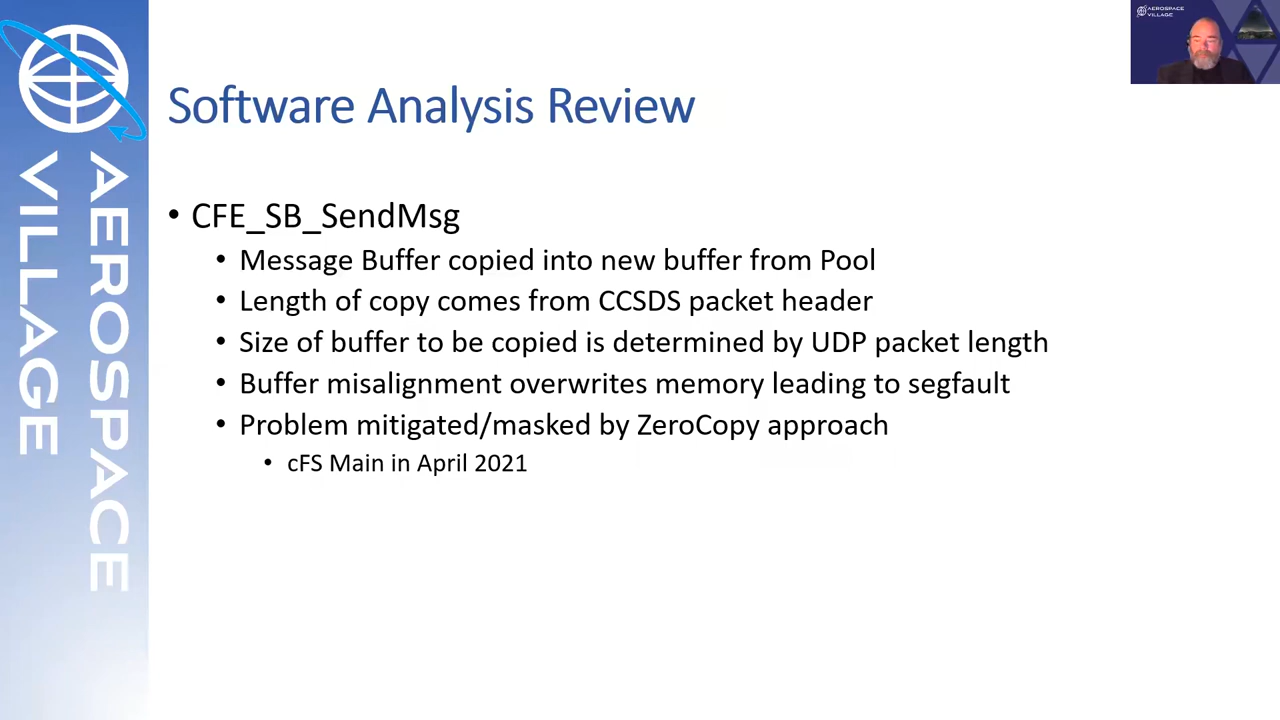 AEROSPACE
VILLAGE
Software Analysis Review
• CFE_SB_SendMsg
• Message Buffer copied into new buffer from Pool
• Length of copy comes from CCSDS packet header
• Size of buffer to be copied is determined by UDP packet length
• Buffer misalignment overwrites memory leading to segfault
• Problem mitigated/masked by ZeroCopy approach
• cFS Main in April 2021
AEROSPACE
VILLAGE